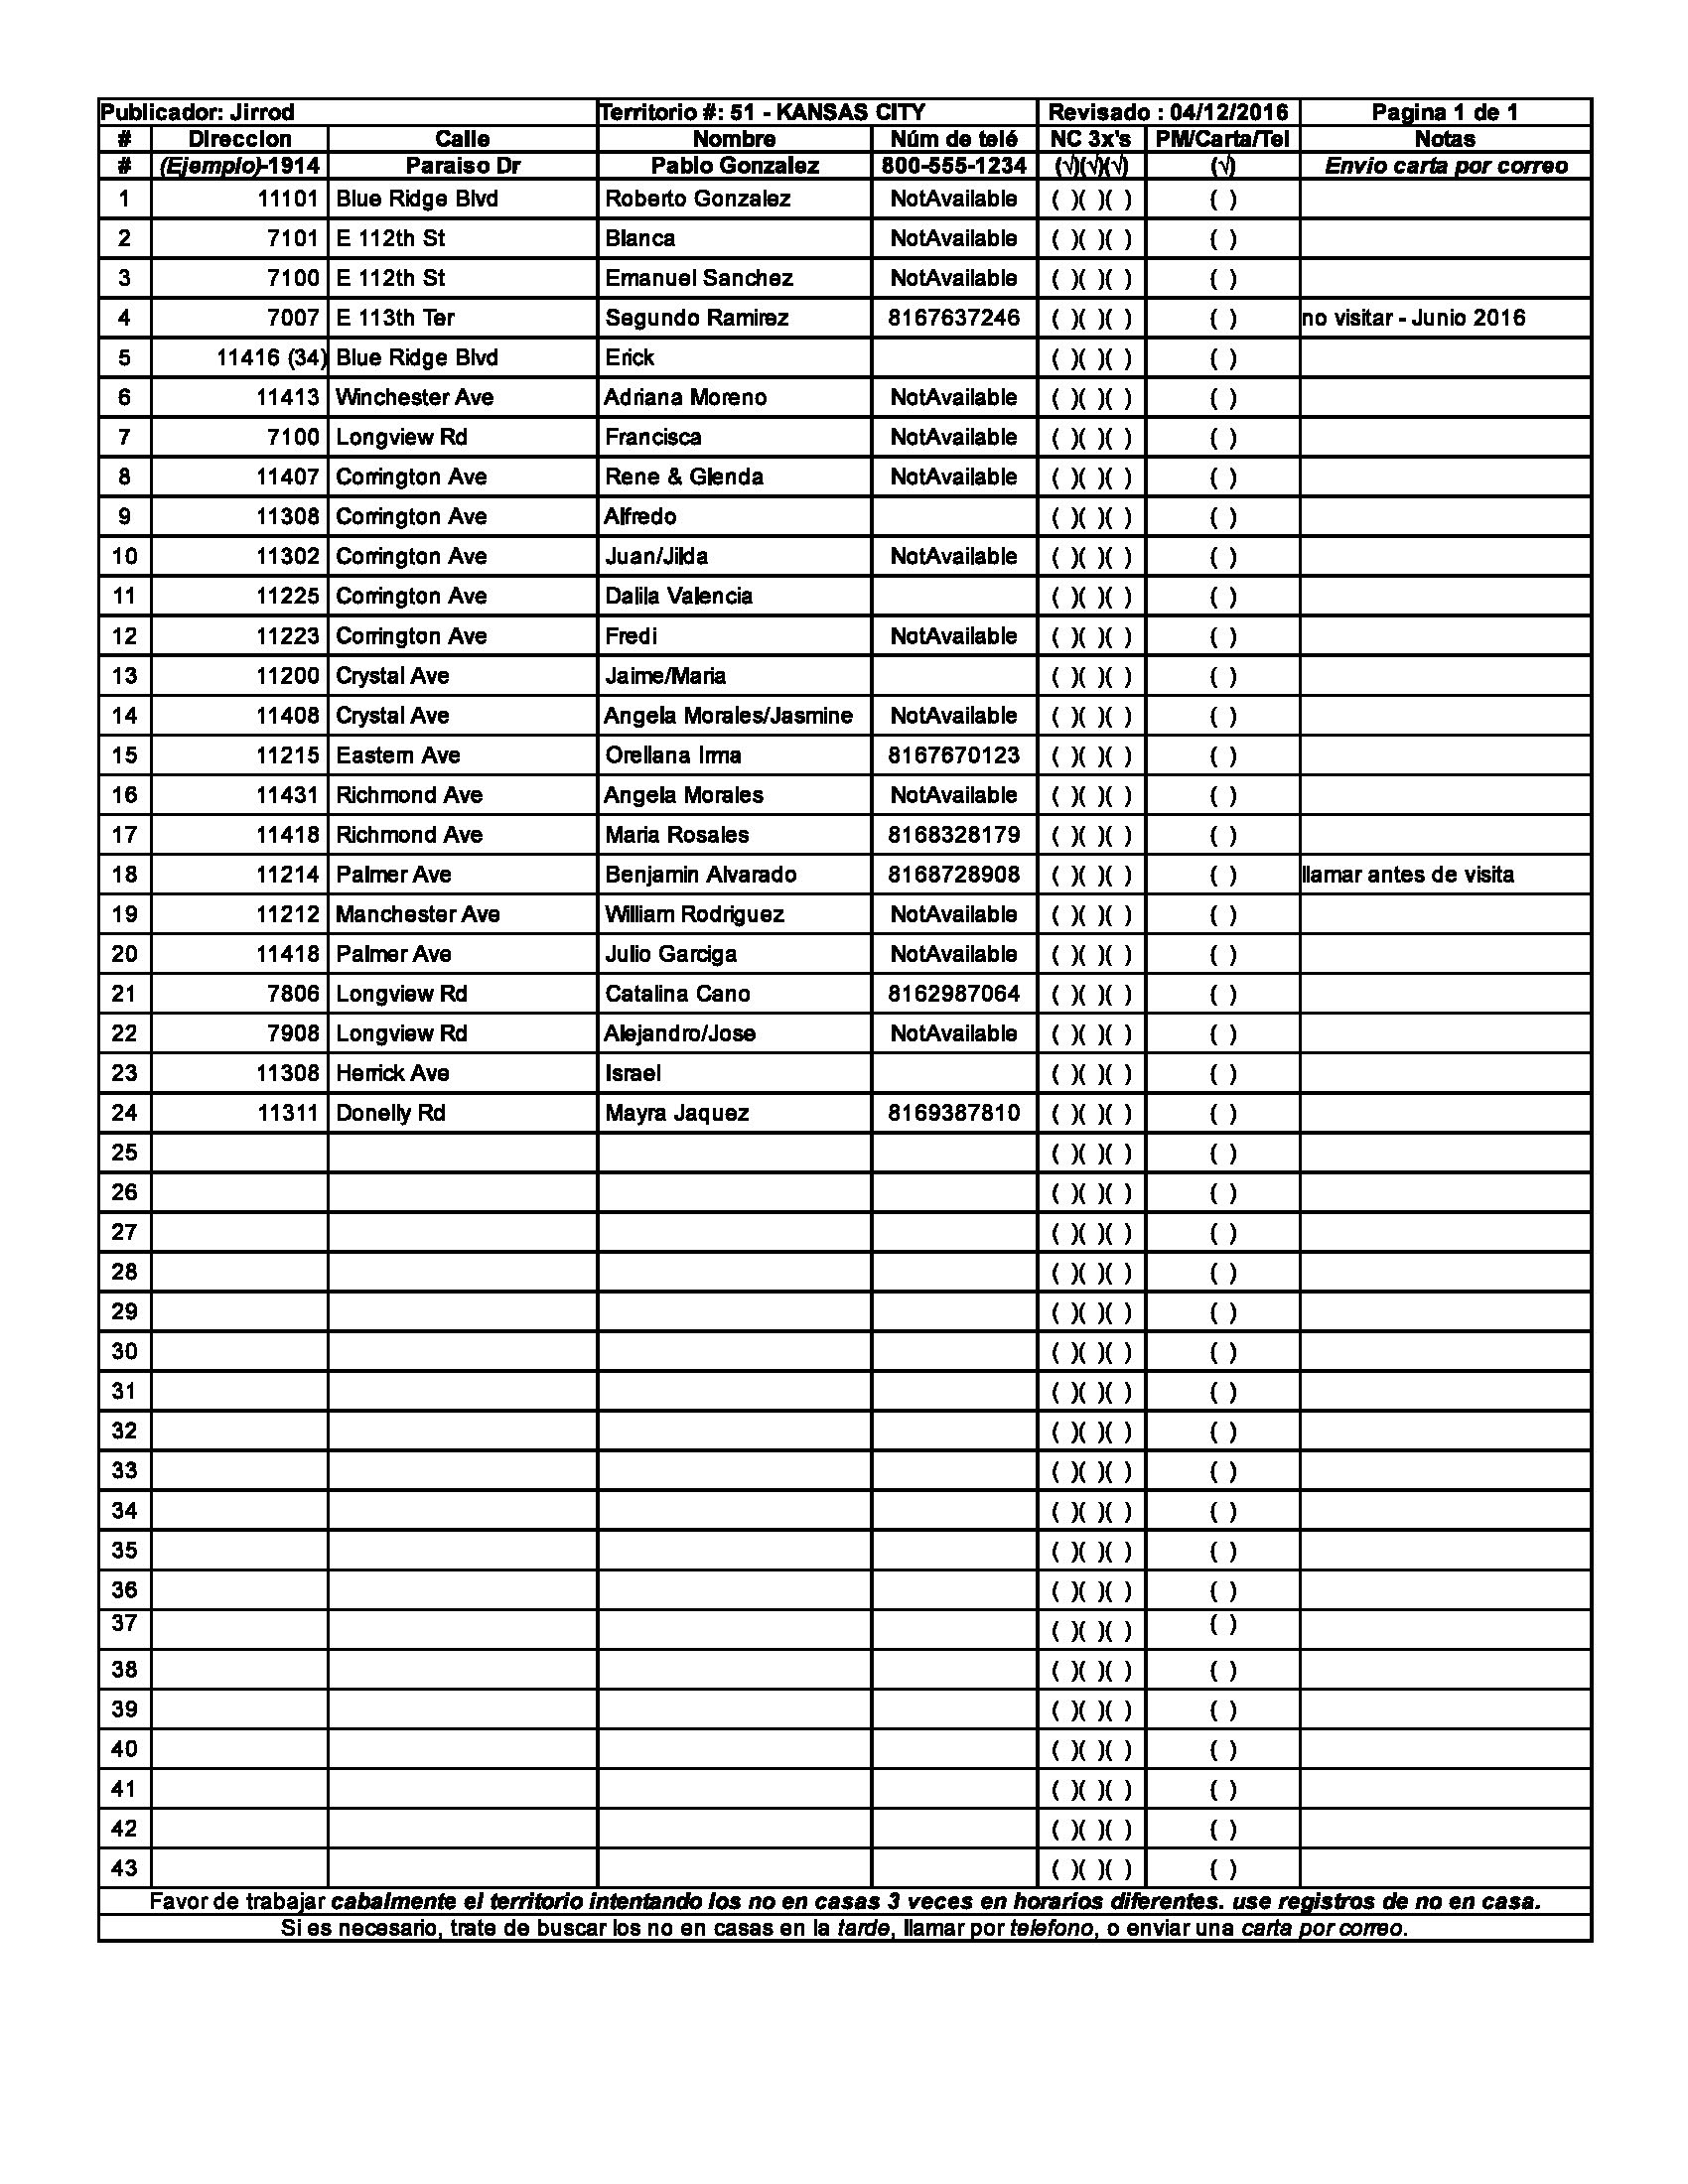 Publicador: Jirrod Territorio #: 51 - KANSAS CITY Revisado : 04/12/2016 Pagina 1 de 1
# Direccion Calle Nombre Núm de telé NC 3x's PM/Carta/Tel Notas
# (Ejemplo)-1914 Paraiso Dr Pablo Gonzalez 800-555-1234 (√)(√)(√) (√) Envio carta por correo
1 11101 Blue Ridge Blvd Roberto Gonzalez NotAvailable ( )( )( ) ( )
2 7101 E 112th St Blanca NotAvailable ( )( )( ) ( )
3 7100 E 112th St Emanuel Sanchez NotAvailable ( )( )( ) ( )
4 7007 E 113th Ter Segundo Ramirez 8167637246 ( )( )( ) ( ) no visitar - Junio 2016
5 11416 (34) Blue Ridge Blvd Erick ( )( )( ) ( )
6 11413 Winchester Ave Adriana Moreno NotAvailable ( )( )( ) ( )
7 7100 Longview Rd Francisca NotAvailable ( )( )( ) ( )
8 11407 Corrington Ave Rene & Glenda NotAvailable ( )( )( ) ( )
9 11308 Corrington Ave Alfredo ( )( )( ) ( )
10 11302 Corrington Ave Juan/Jilda NotAvailable ( )( )( ) ( )
11 11225 Corrington Ave Dalila Valencia ( )( )( ) ( )
12 11223 Corrington Ave Fredi NotAvailable ( )( )( ) ( )
13 11200 Crystal Ave Jaime/Maria ( )( )( ) ( )
14 11408 Crystal Ave Angela Morales/Jasmine NotAvailable ( )( )( ) ( )
15 11215 Eastern Ave Orellana Irma 8167670123 ( )( )( ) ( )
16 11431 Richmond Ave Angela Morales NotAvailable ( )( )( ) ( )
17 11418 Richmond Ave Maria Rosales 8168328179 ( )( )( ) ( )
18 11214 Palmer Ave Benjamin Alvarado 8168728908 ( )( )( ) ( ) llamar antes de visita
19 11212 Manchester Ave William Rodriguez NotAvailable ( )( )( ) ( )
20 11418 Palmer Ave Julio Garciga NotAvailable ( )( )( ) ( )
21 7806 Longview Rd Catalina Cano 8162987064 ( )( )( ) ( )
22 7908 Longview Rd Alejandro/Jose NotAvailable ( )( )( ) ( )
23 11308 Herrick Ave Israel ( )( )( ) ( )
24 11311 Donelly Rd Mayra Jaquez 8169387810 ( )( )( ) ( )
25 ( )( )( ) ( )
26 ( )( )( ) ( )
27 ( )( )( ) ( )
28 ( )( )( ) ( )
29 ( )( )( ) ( )
30 ( )( )( ) ( )
31 ( )( )( ) ( )
32 ( )( )( ) ( )
33 ( )( )( ) ( )
34 ( )( )( ) ( )
35 ( )( )( ) ( )
36 ( )( )( ) ( )
37 ( )( )( ) ( )
38 ( )( )( ) ( )
39 ( )( )( ) ( )
40 ( )( )( ) ( )
41 ( )( )( ) ( )
42 ( )( )( ) ( )
43 ( )( )( ) ( )
Favor de trabajar cabalmente el territorio intentando los no en casas 3 veces en horarios diferentes. use registros de no en casa.
Si es necesario, trate de buscar los no en casas en la tarde, llamar por telefono, o enviar una carta por correo.